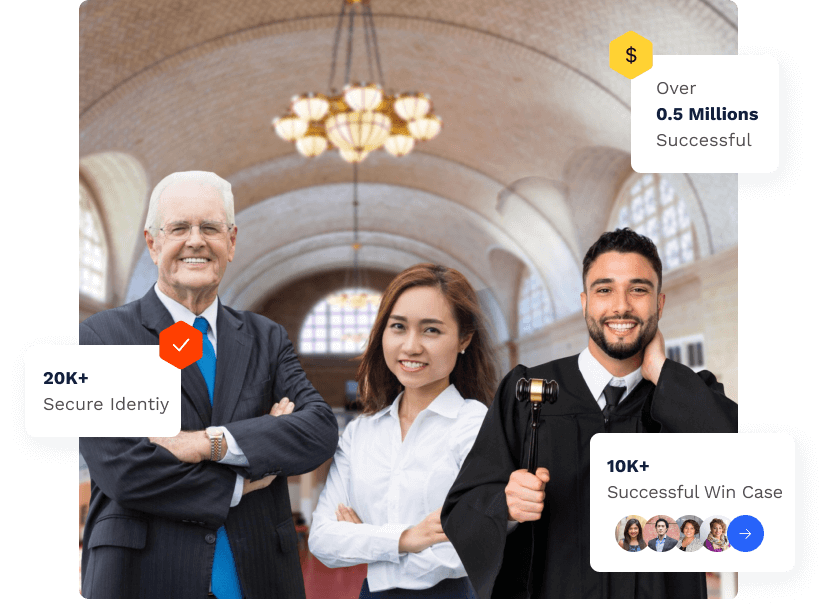 $
Over
0.5 Millions
Successful
20K+
Secure Identiy
10K+
Successful Win Case